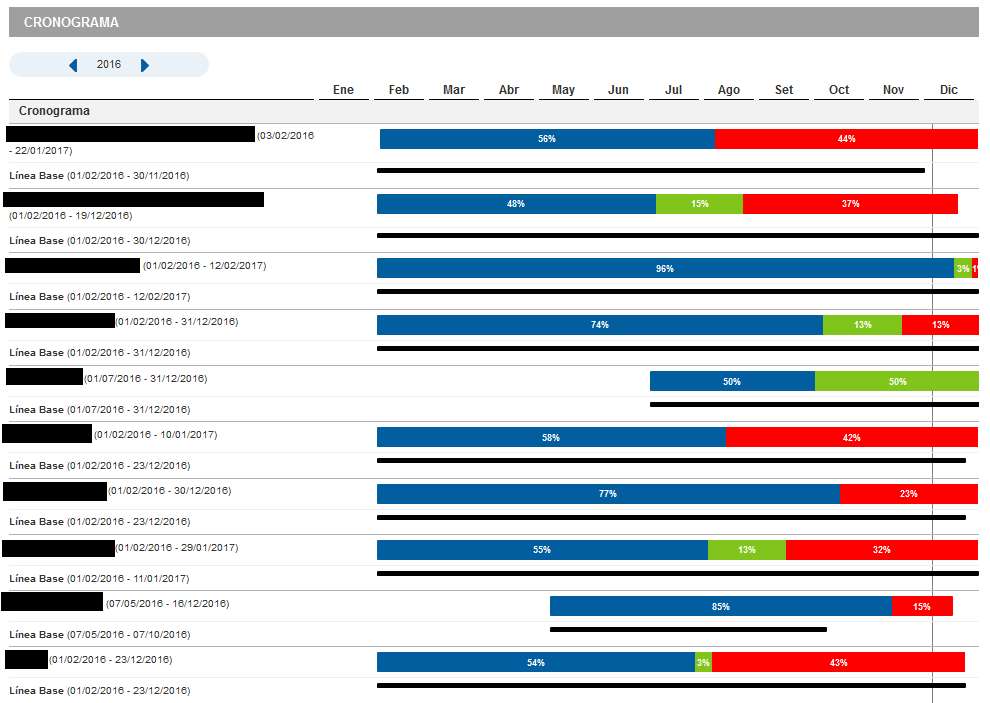 CRONOGRAMA
2016
Ene Feb Mar Abr May Jun Jul Ago Set Oct Nov Dic
Cronograma
(03/02/2016 56% 44%
- 22/01/2017)
Línea Base (01/02/2016 - 30/11/2016)
48% 15% 37%
(01/02/2016 - 19/12/2016)
Línea Base (01/02/2016 - 30/12/2016)
(01/02/2016 - 12/02/2017) 96% 3% 1%
Línea Base (01/02/2016 - 12/02/2017)
(01/02/2016 - 31/12/2016) 74% 13% 13%
Línea Base (01/02/2016 - 31/12/2016)
(01/07/2016 - 31/12/2016) 50% 50%
Línea Base (01/07/2016 - 31/12/2016)
(01/02/2016 - 10/01/2017) 58% 42%
Línea Base (01/02/2016 - 23/12/2016)
(01/02/2016 - 30/12/2016) 77% 23%
Línea Base (01/02/2016 - 23/12/2016)
(01/02/2016 - 29/01/2017) 55% 13% 32%
Línea Base (01/02/2016 - 11/01/2017)
(07/05/2016 - 16/12/2016) 85% 15%
Línea Base (07/05/2016 - 07/10/2016)
(01/02/2016 - 23/12/2016) 54% 3% 43%
Línea Base (01/02/2016 - 23/12/2016)